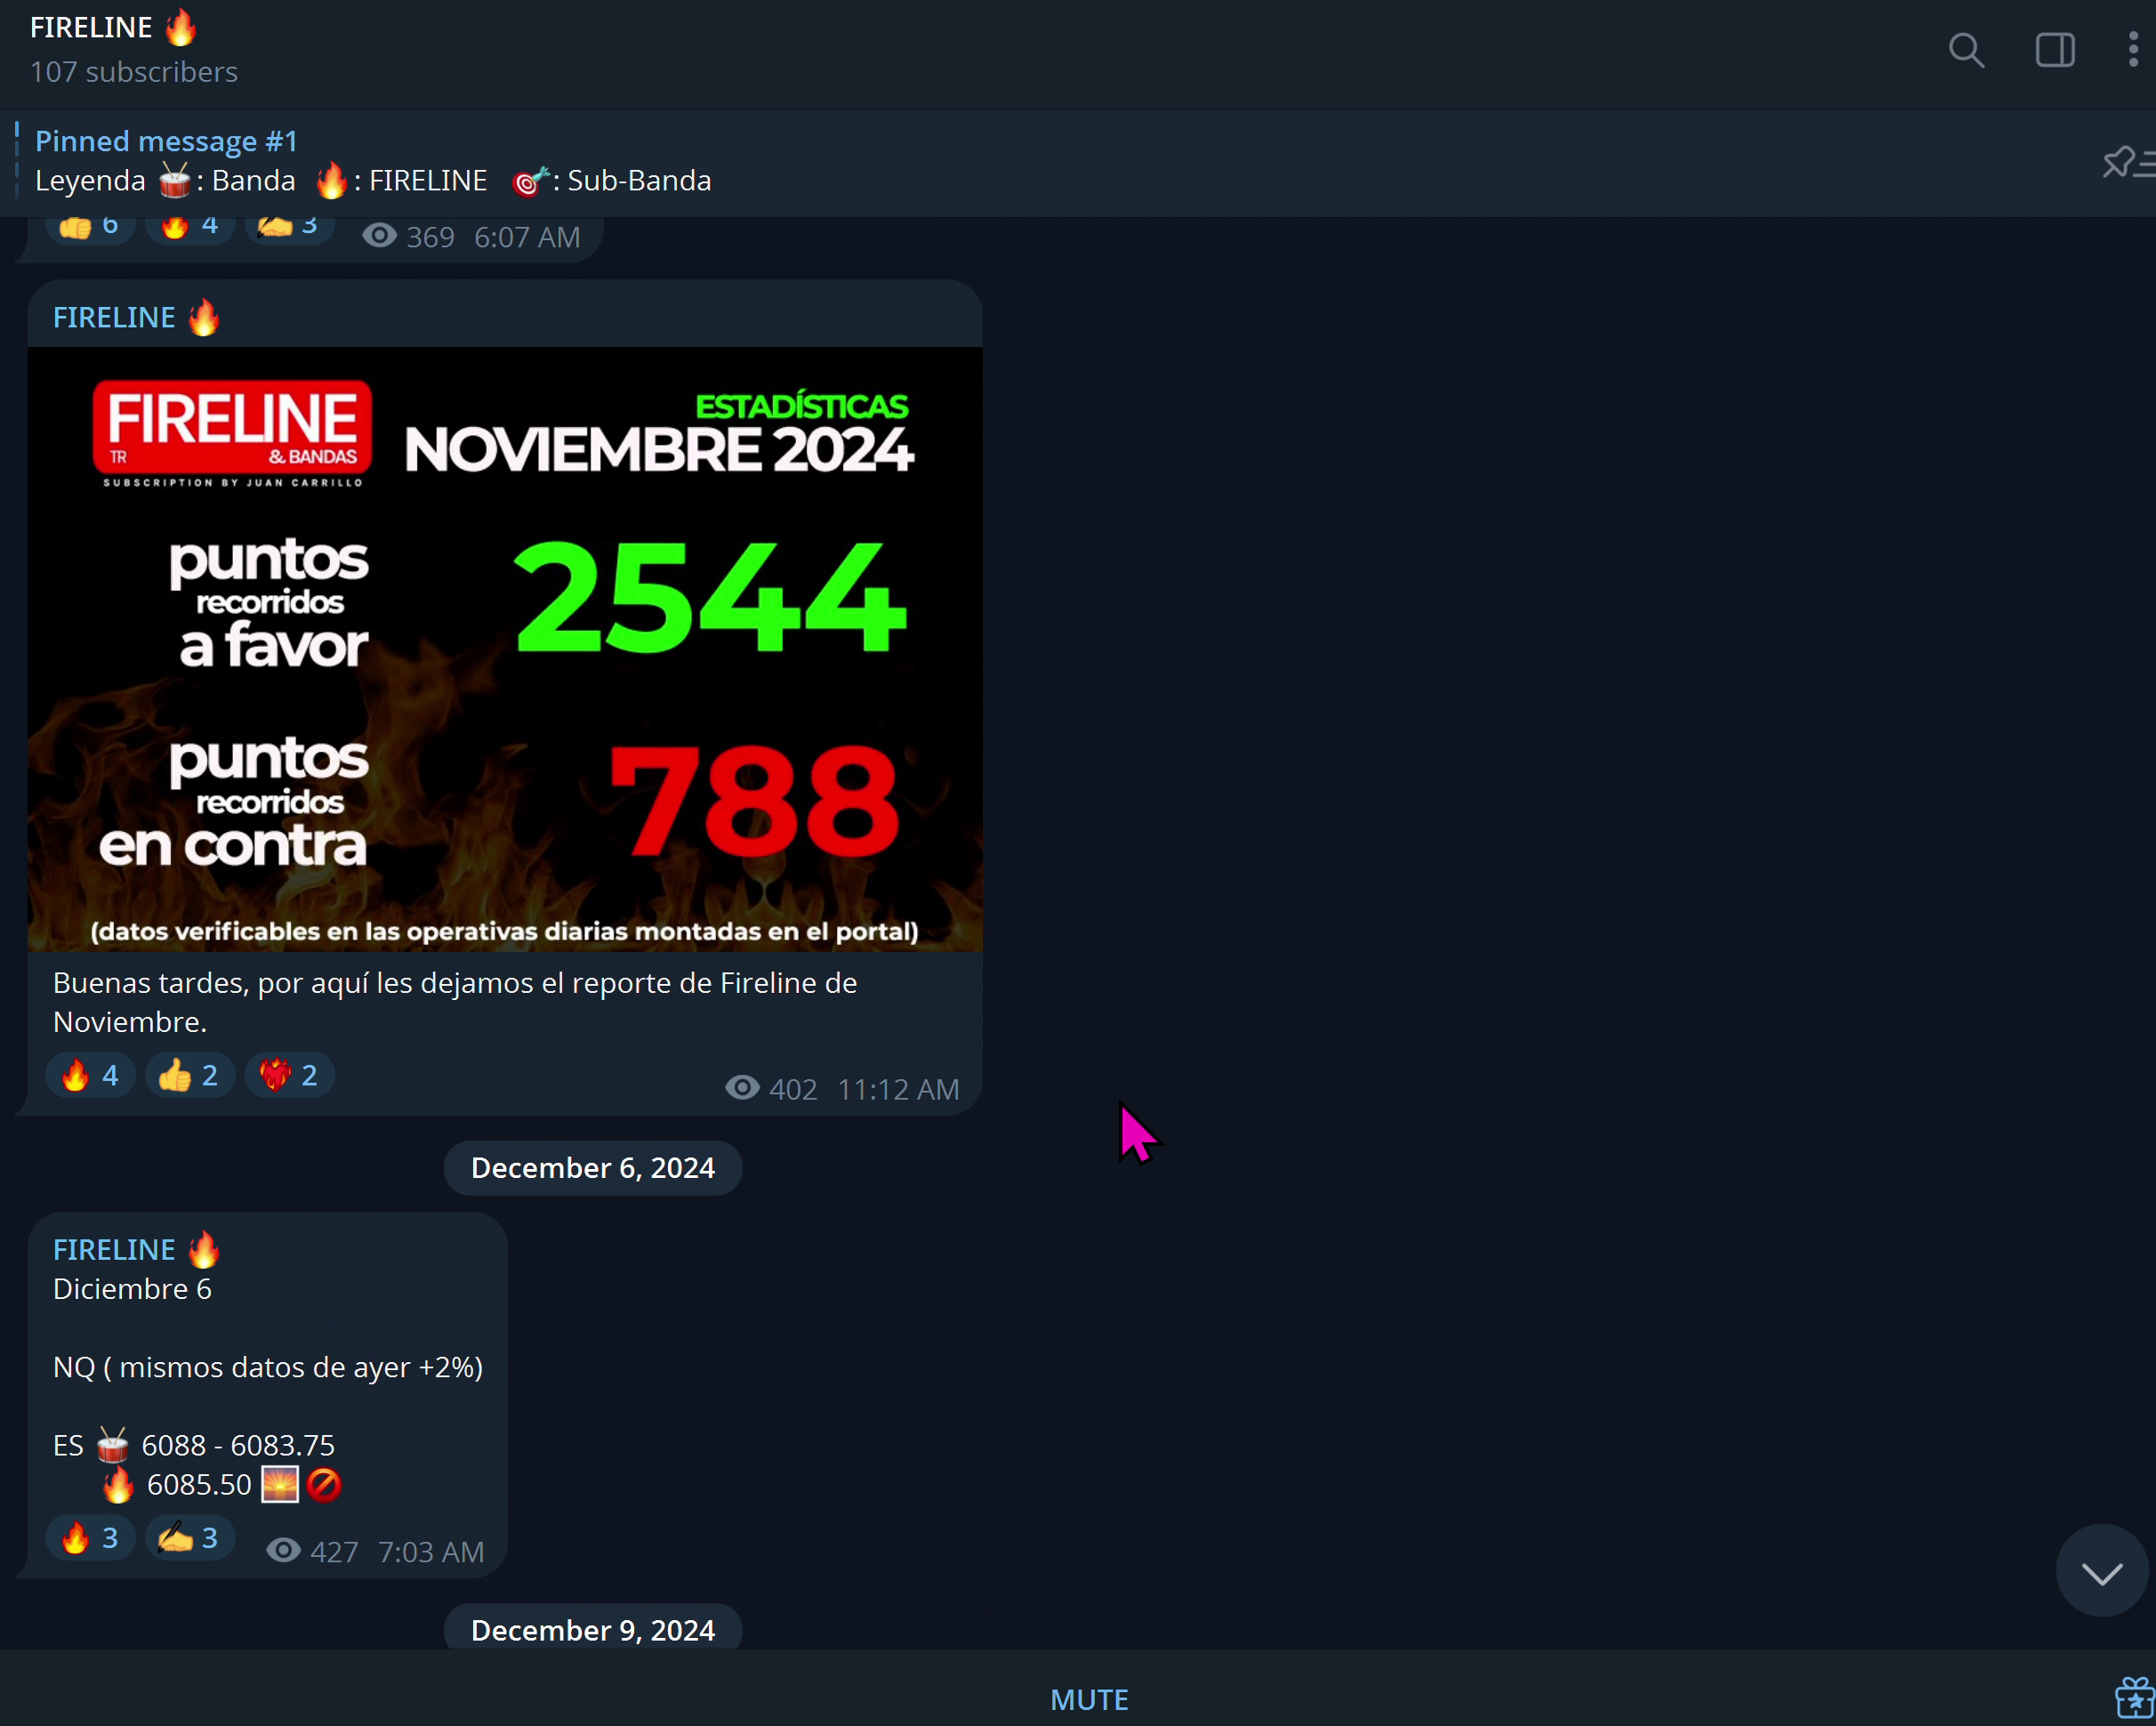 FIRELINE 🔥
107 subscribers
Pinned message #1
Leyenda 🥁: Banda 🔥: FIRELINE 🎯: Sub-Banda
👍 6 🔥 4 ✍️ 3 369 6:07 AM
FIRELINE 🔥
FIRELINE
TR & BANDAS
SUBSCRIPTION BY JUAN CARRILLO
ESTADÍSTICAS
NOVIEMBRE 2024
puntos
recorridos
a favor
2544
puntos
recorridos
en contra
788
(datos verificables en las operativas diarias montadas en el portal)
Buenas tardes, por aquí les dejamos el reporte de Fireline de
Noviembre.
🔥 4 👍 2 ❤️‍🔥 2 402 11:12 AM
December 6, 2024
FIRELINE 🔥
Diciembre 6
NQ ( mismos datos de ayer +2%)
ES 🥁 6088 - 6083.75
🔥 6085.50 🌅🚫
🔥 3 ✍️ 3 427 7:03 AM
December 9, 2024
MUTE